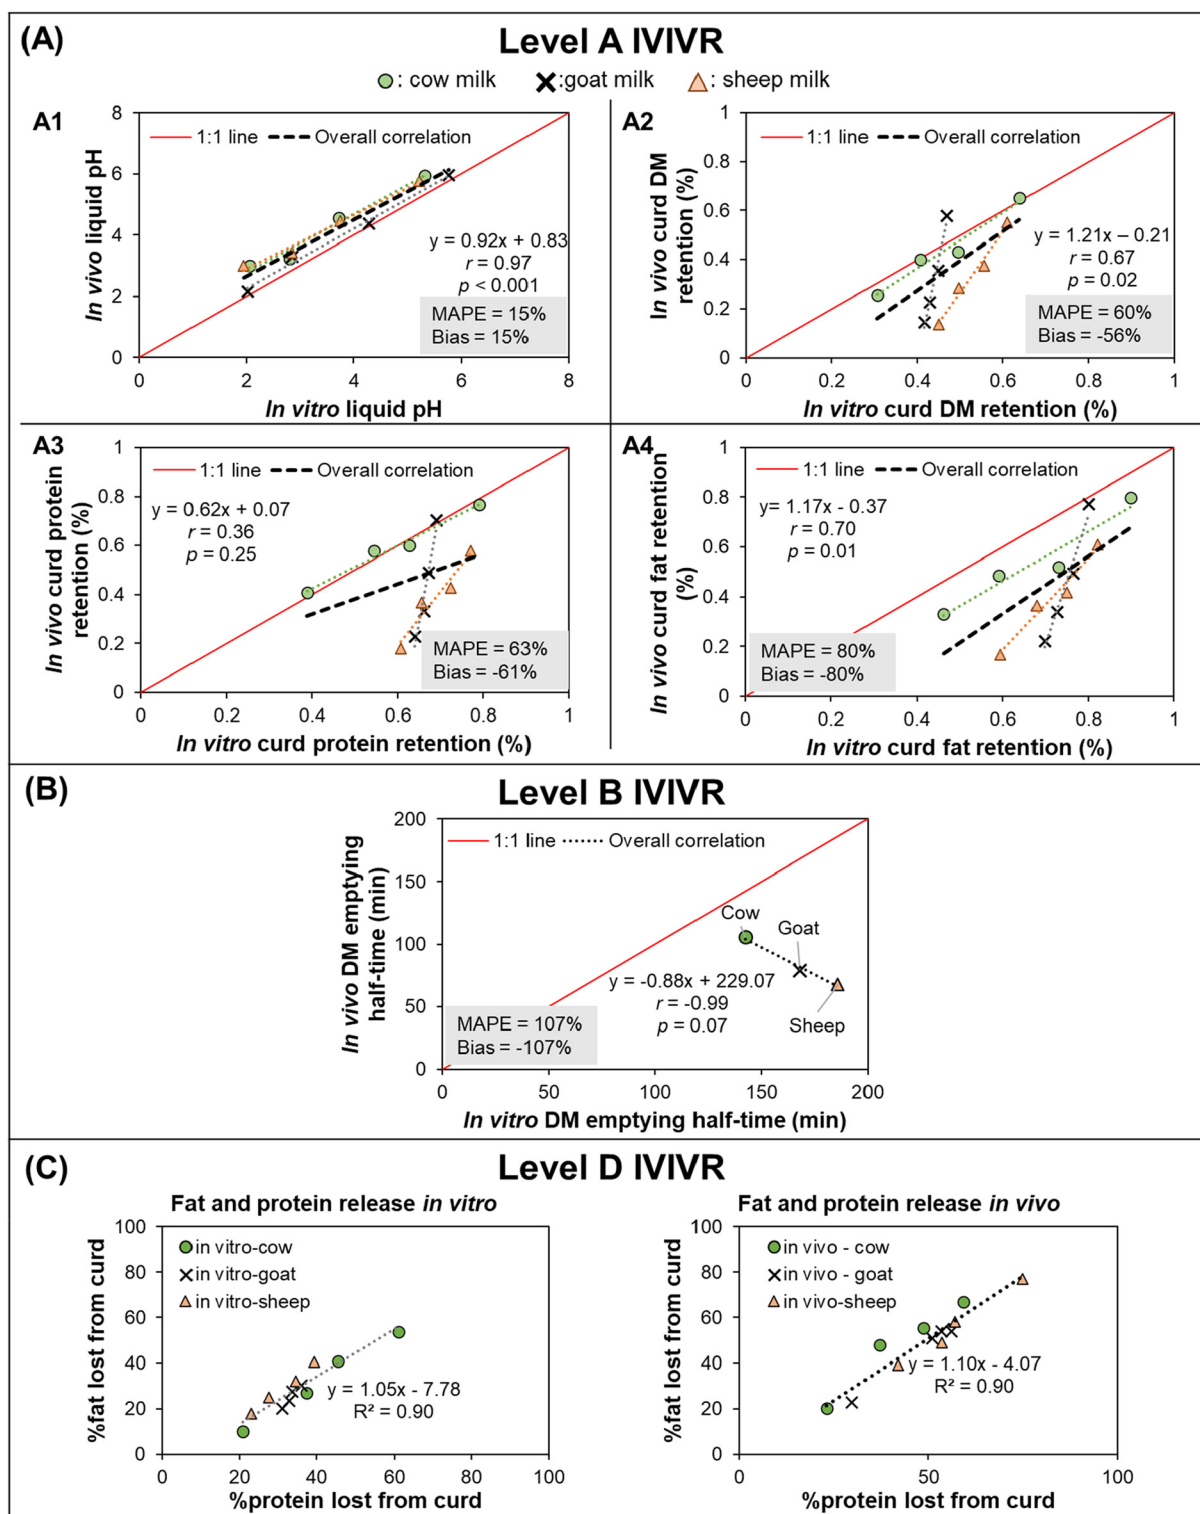 (A)
Level A IVIVR
: cow milk
:goat milk
: sheep milk
A1
1:1 line
Overall correlation
In vivo liquid pH
8
6
4
2
0
y = 0.92x + 0.83
r = 0.97
p < 0.001
MAPE = 15%
Bias = 15%
0 2 4 6 8
In vitro liquid pH
A2
1:1 line
Overall correlation
In vivo curd DM
retention (%)
1
0.8
0.6
0.4
0.2
0
y = 1.21x – 0.21
r = 0.67
p = 0.02
MAPE = 60%
Bias = -56%
0 0.2 0.4 0.6 0.8 1
In vitro curd DM retention (%)
A3
1:1 line
Overall correlation
In vivo curd protein
retention (%)
1
0.8
0.6
0.4
0.2
0
y = 0.62x + 0.07
r = 0.36
p = 0.25
MAPE = 63%
Bias = -61%
0 0.2 0.4 0.6 0.8 1
In vitro curd protein retention (%)
A4
1:1 line
Overall correlation
In vivo curd fat retention
(%)
1
0.8
0.6
0.4
0.2
0
y= 1.17x - 0.37
r = 0.70
p = 0.01
MAPE = 80%
Bias = -80%
0 0.2 0.4 0.6 0.8 1
In vitro curd fat retention (%)
(B)
Level B IVIVR
1:1 line
Overall correlation
In vivo DM emptying
half-time (min)
200
150
100
50
0
Cow
Goat
Sheep
y = -0.88x + 229.07
r = -0.99
p = 0.07
MAPE = 107%
Bias = -107%
0 50 100 150 200
In vitro DM emptying half-time (min)
(C)
Level D IVIVR
Fat and protein release in vitro
%fat lost from curd
100
80
60
40
20
0
in vitro-cow
in vitro-goat
in vitro-sheep
y = 1.05x - 7.78
R² = 0.90
0 20 40 60 80 100
%protein lost from curd
Fat and protein release in vivo
%fat lost from curd
100
80
60
40
20
0
in vivo - cow
in vivo - goat
in vivo-sheep
y = 1.10x - 4.07
R² = 0.90
0 50 100
%protein lost from curd